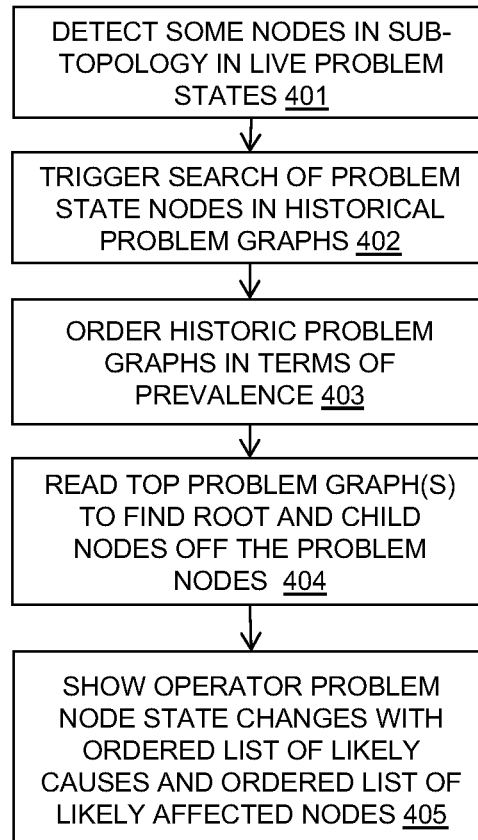 DETECT SOME NODES IN SUB-
TOPOLOGY IN LIVE PROBLEM
STATES 401
TRIGGER SEARCH OF PROBLEM
STATE NODES IN HISTORICAL
PROBLEM GRAPHS 402
ORDER HISTORIC PROBLEM
GRAPHS IN TERMS OF
PREVALENCE 403
READ TOP PROBLEM GRAPH(S)
TO FIND ROOT AND CHILD
NODES OFF THE PROBLEM
NODES 404
SHOW OPERATOR PROBLEM
NODE STATE CHANGES WITH
ORDERED LIST OF LIKELY
CAUSES AND ORDERED LIST OF
LIKELY AFFECTED NODES 405